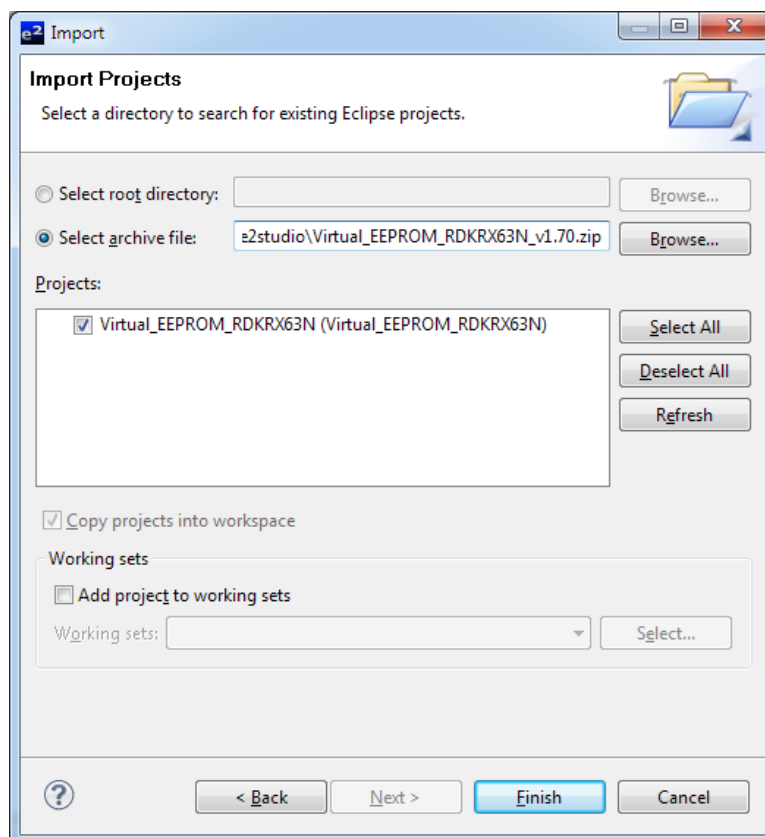 e² Import
Import Projects
Select a directory to search for existing Eclipse projects.
Select root directory:
Browse...
Select archive file:
e2studio\Virtual_EEPROM_RDKRX63N_v1.70.zip
Browse...
Projects:
Virtual_EEPROM_RDKRX63N (Virtual_EEPROM_RDKRX63N)
Select All
Deselect All
Refresh
Copy projects into workspace
Working sets
Add project to working sets
Working sets:
Select...
?
< Back
Next >
Finish
Cancel